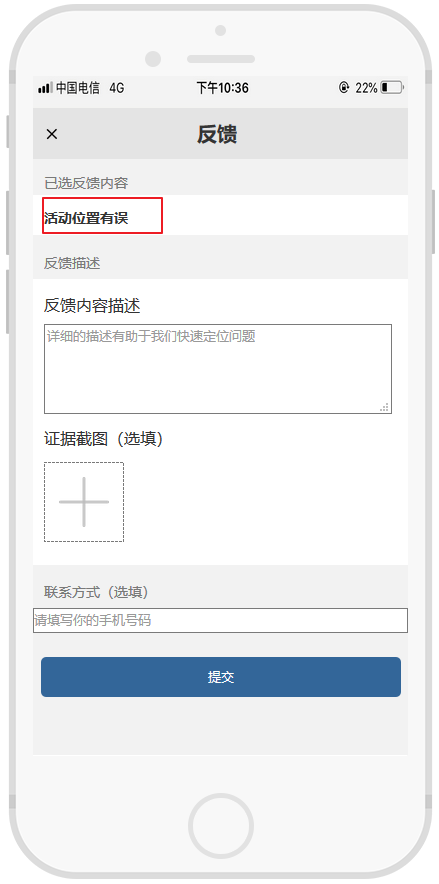 中国电信 4G 下午10:36 22%
× 反馈
已选反馈内容
活动位置有误
反馈描述
反馈内容描述
详细的描述有助于我们快速定位问题
证据截图（选填）
联系方式（选填）
请填写你的手机号码
提交